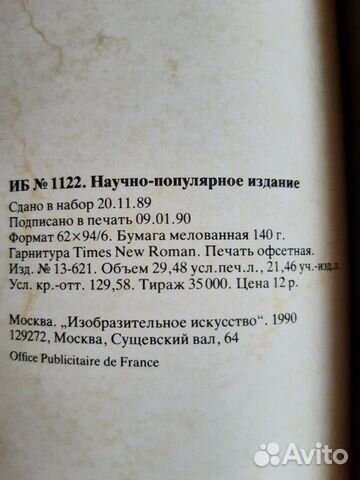 ИБ № 1122. Научно-популярное издание
Сдано в набор 20.11.89
Подписано в печать 09.01.90
Формат 62×94/6. Бумага мелованная 140 г.
Гарнитура Times New Roman. Печать офсетная.
Изд. № 13-621. Объем 29,48 усл.печ.л., 21,46 уч.-изд.л.
Усл. кр.-отт. 129,58. Тираж 35000. Цена 12 р.
Москва. „Изобразительное искусство“. 1990
129272, Москва, Сущевский вал, 64
Office Publicitaire de France
Avito